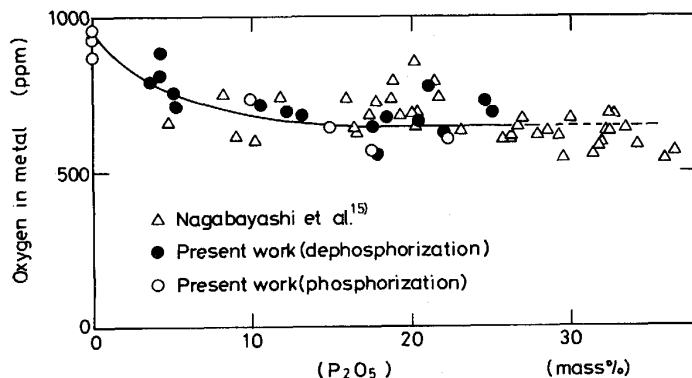 Oxygen in metal (ppm)
1000
500
0
△ Nagabayashi et al.¹⁵⁾
● Present work (dephosphorization)
○ Present work (phosphorization)
0 10 20 30
(P₂O₅) (mass%)